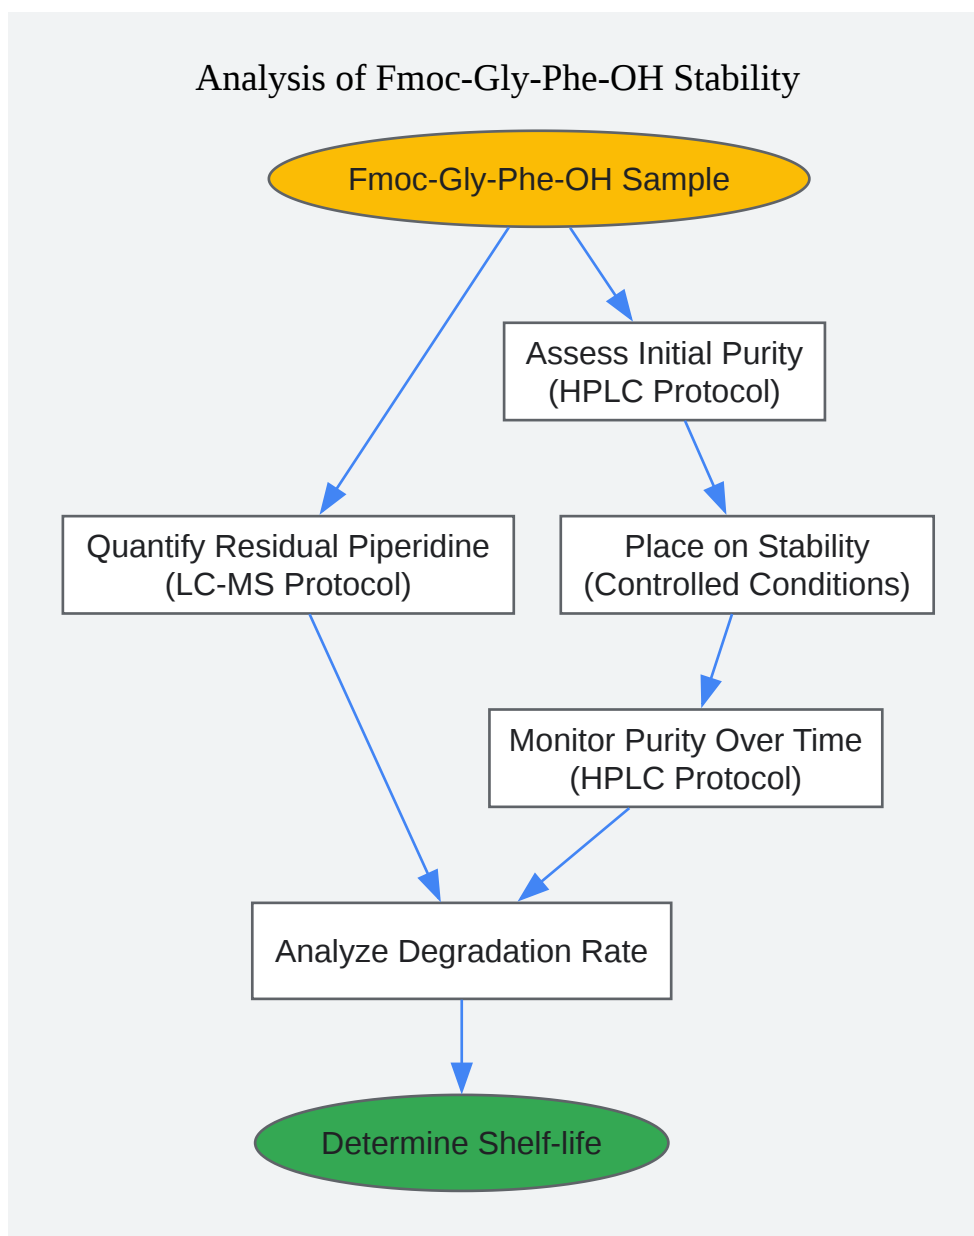 Analysis of Fmoc-Gly-Phe-OH Stability
Fmoc-Gly-Phe-OH Sample
Assess Initial Purity
(HPLC Protocol)
Quantify Residual Piperidine
(LC-MS Protocol)
Place on Stability
(Controlled Conditions)
Monitor Purity Over Time
(HPLC Protocol)
Analyze Degradation Rate
Determine Shelf-life